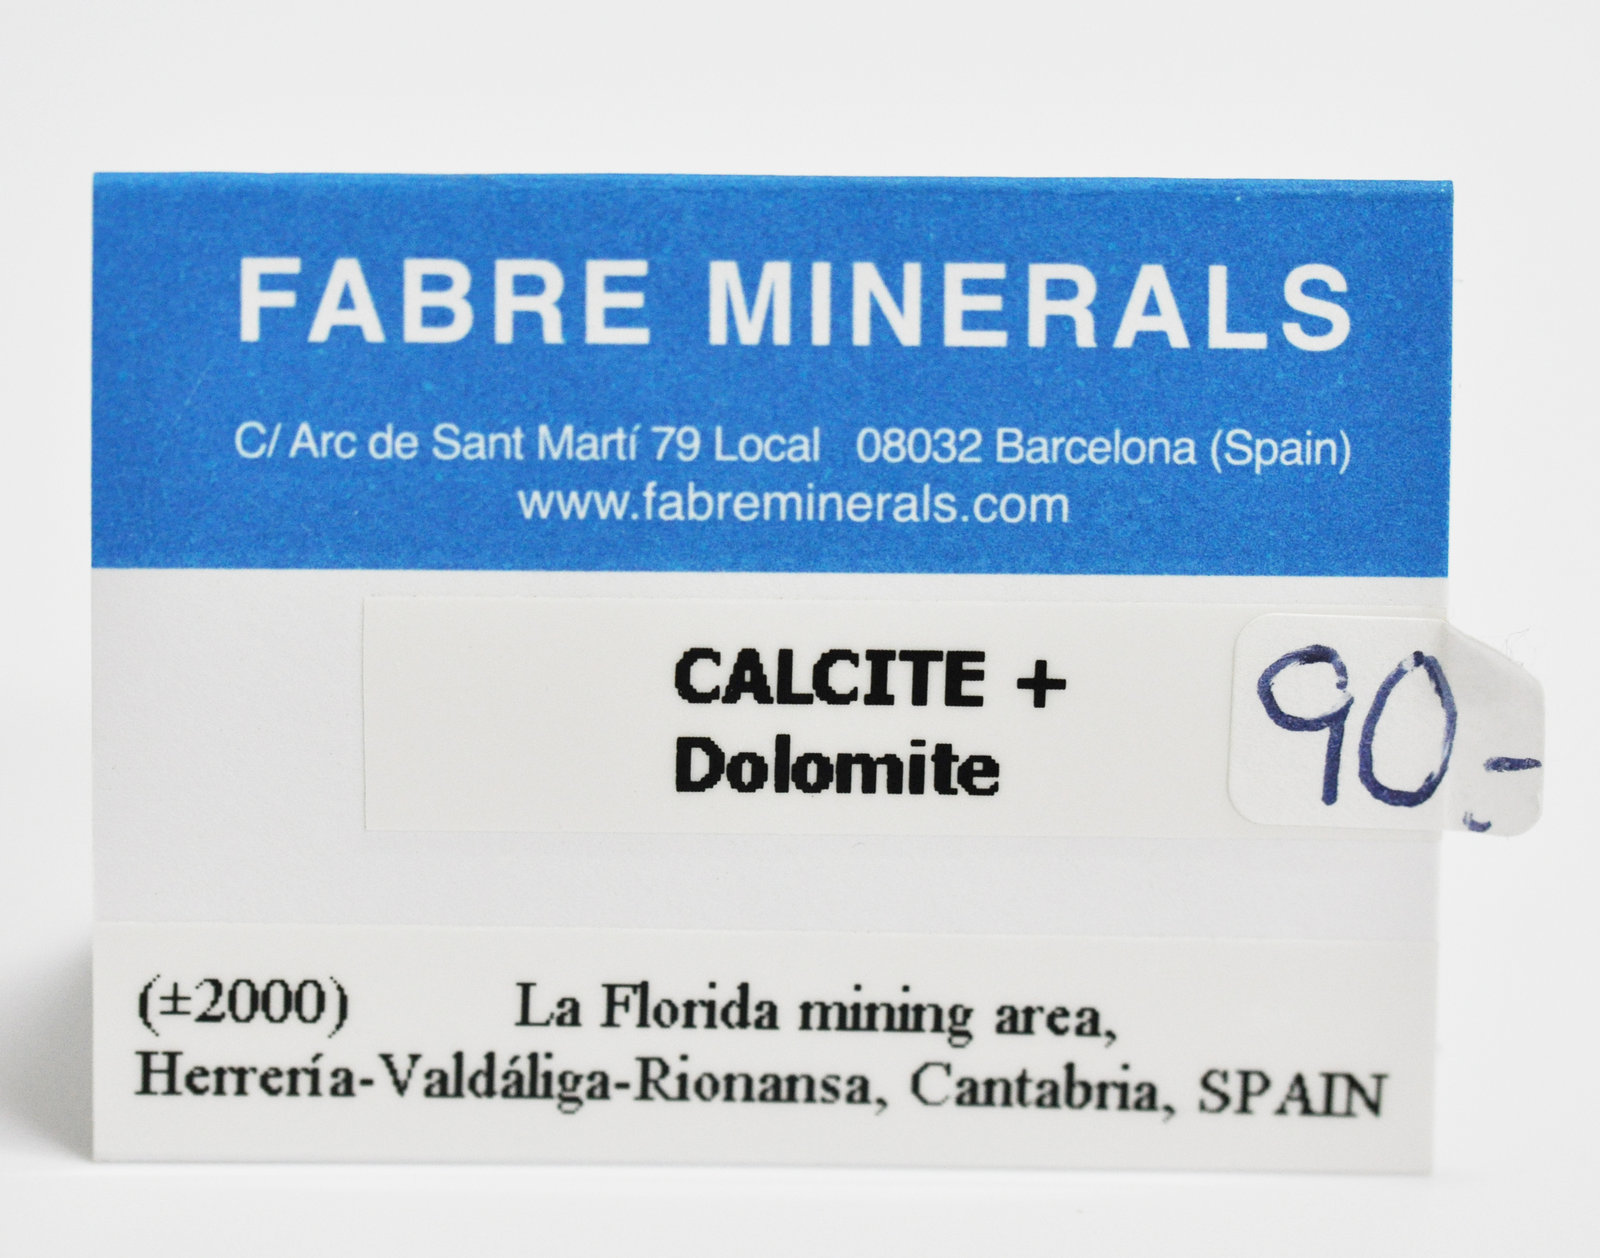 FABRE MINERALS
C/ Arc de Sant Martí 79 Local 08032 Barcelona (Spain)
www.fabreminerals.com
CALCITE +
Dolomite
90,-
(±2000) La Florida mining area,
Herrería-Valdáliga-Rionansa, Cantabria, SPAIN